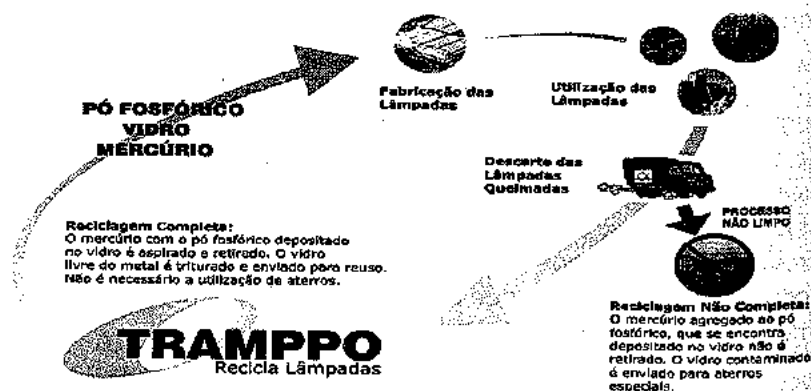 Fabricação das
Lâmpadas
Utilização das
Lâmpadas
PÓ FOSFÓRICO
VIDRO
MERCÚRIO
Descarte das
Lâmpadas
Queimadas
PROCESSO
NÃO LIMPO
Reciclagem Completa:
O mercúrio com o pó fosfórico depositado
no vidro é aspirado e retirado. O vidro
livre do metal é triturado e enviado para reuso.
Não é necessário a utilização de aterros.
Reciclagem Não Completa:
O mercúrio agregado ao pó
fosfórico, que se encontra
depositado no vidro não é
retirado. O vidro contaminado
é enviado para aterros
especiais.
TRAMPPO
Recicla Lâmpadas